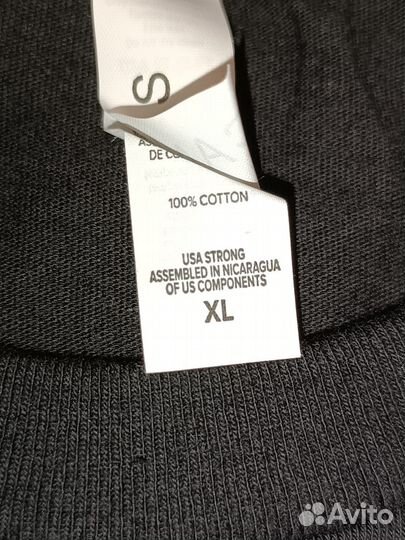 S
DE CO
100% COTTON
USA STRONG
ASSEMBLED IN NICARAGUA
OF US COMPONENTS
XL
Avito